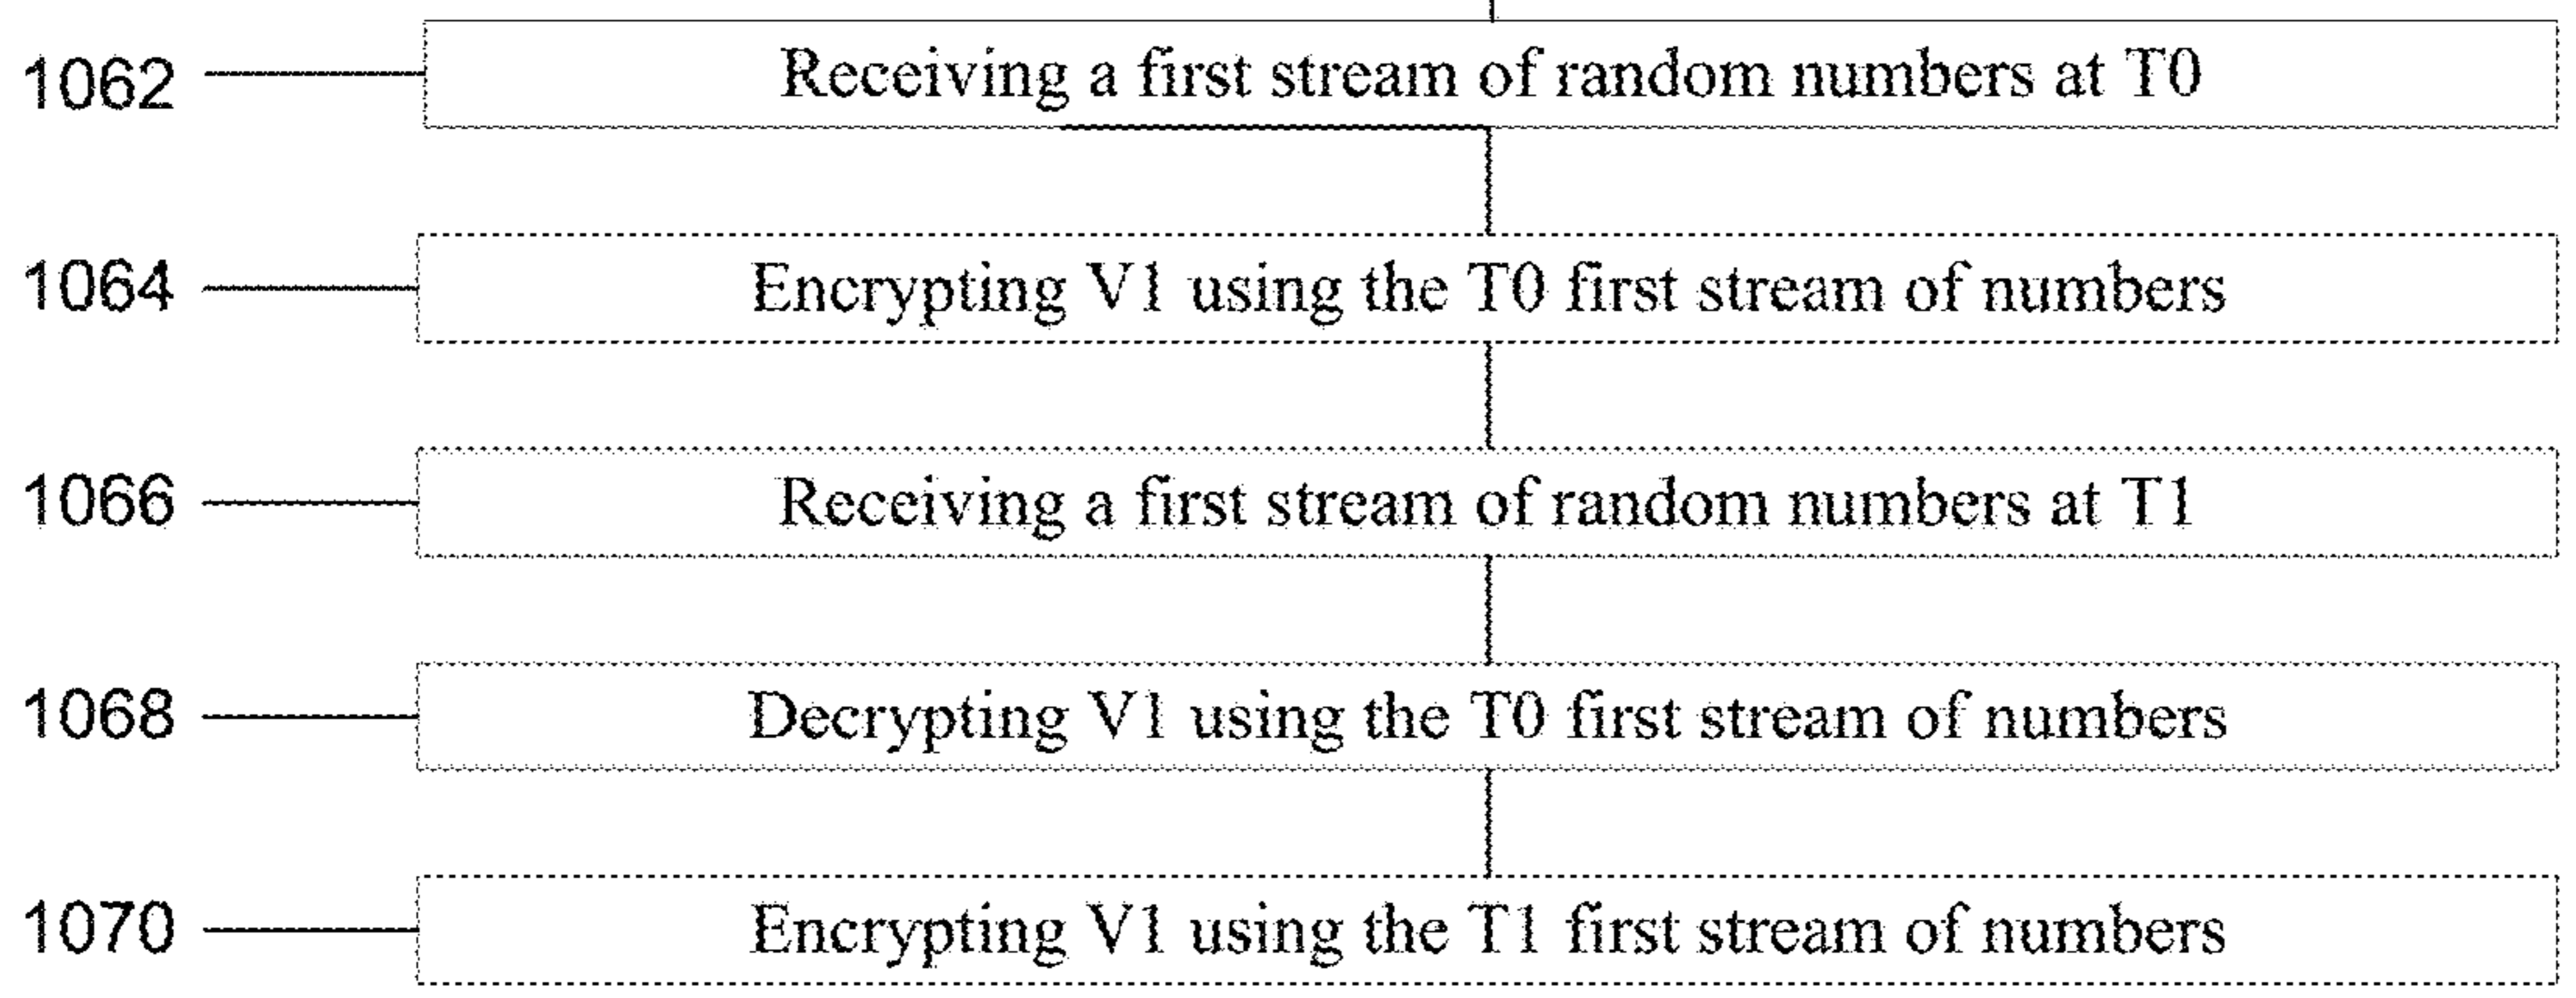 1062 Receiving a first stream of random numbers at T0
1064 Encrypting V1 using the T0 first stream of numbers
1066 Receiving a first stream of random numbers at T1
1068 Decrypting V1 using the T0 first stream of numbers
1070 Encrypting V1 using the T1 first stream of numbers